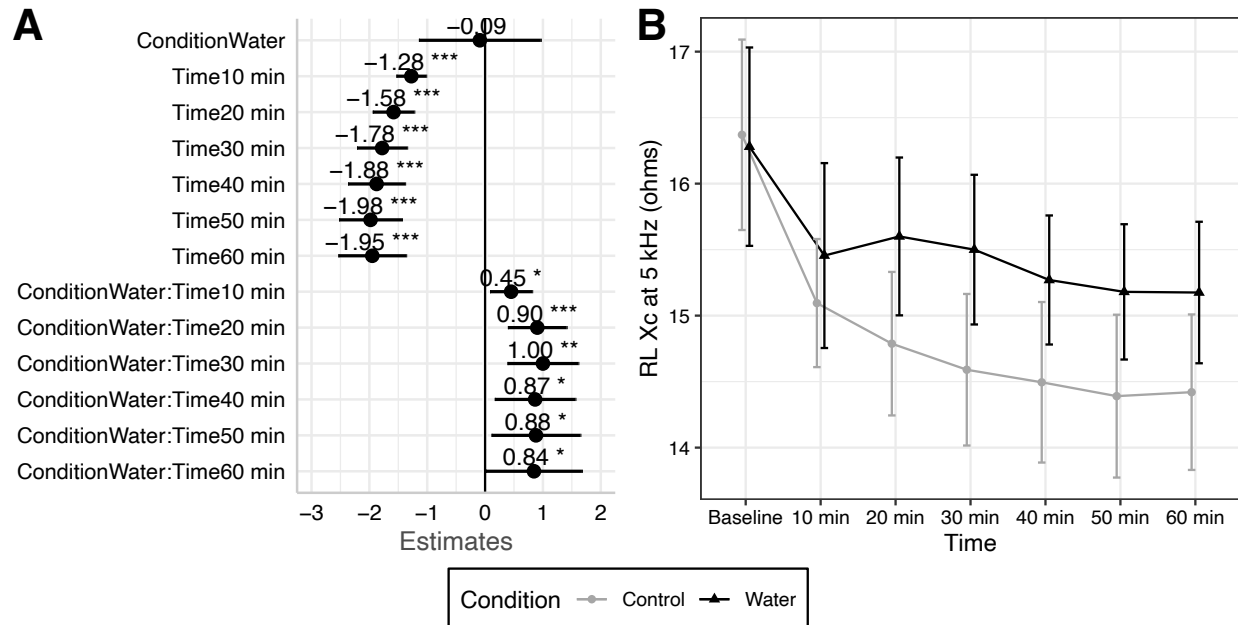 A
ConditionWater −0.09
Time10 min −1.28 ***
Time20 min −1.58 ***
Time30 min −1.78 ***
Time40 min −1.88 ***
Time50 min −1.98 ***
Time60 min −1.95 ***
ConditionWater:Time10 min 0.45 *
ConditionWater:Time20 min 0.90 ***
ConditionWater:Time30 min 1.00 **
ConditionWater:Time40 min 0.87 *
ConditionWater:Time50 min 0.88 *
ConditionWater:Time60 min 0.84 *
−3 −2 −1 0 1 2
Estimates
B
RL Xc at 5 kHz (ohms)
17
16
15
14
Baseline 10 min 20 min 30 min 40 min 50 min 60 min
Time
Condition Control Water